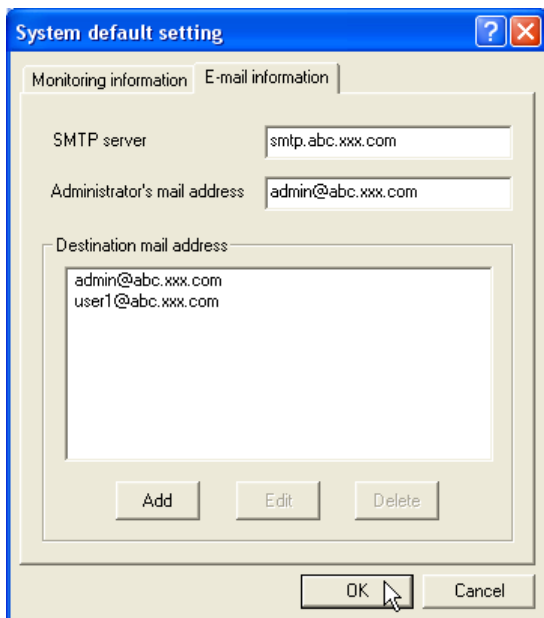 System default setting
Monitoring information E-mail information
SMTP server smtp.abc.xxx.com
Administrator's mail address admin@abc.xxx.com
Destination mail address
admin@abc.xxx.com
user1@abc.xxx.com
Add Edit Delete
OK Cancel